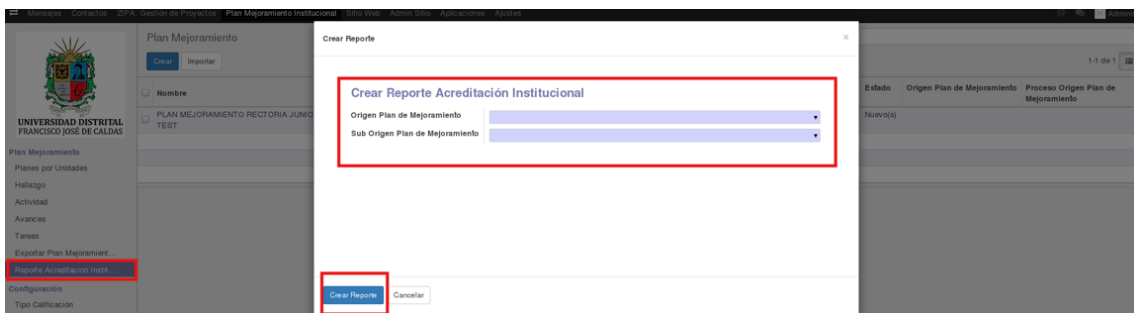 Mensajes Contactos ZIPA: Gestión de Proyectos Plan Mejoramiento Institucional Sitio Web Admin Sitio Aplicaciones Ajustes
Plan Mejoramiento
Crear Importar
1-1 de 1
Nombre
Estado Origen Plan de Mejoramiento Proceso Origen Plan de
Mejoramiento
PLAN MEJORAMIENTO RECTORIA JUNIO
TEST
Nuevo(a)
UNIVERSIDAD DISTRITAL
FRANCISCO JOSÉ DE CALDAS
Plan Mejoramiento
Planes por Unidades
Hallazgo
Actividad
Avances
Tareas
Exportar Plan Mejoramient...
Reporte Acreditacion Instit...
Configuración
Tipo Calificación
Crear Reporte
×
Crear Reporte Acreditación Institucional
Origen Plan de Mejoramiento
Sub Origen Plan de Mejoramiento
Crear Reporte Cancelar